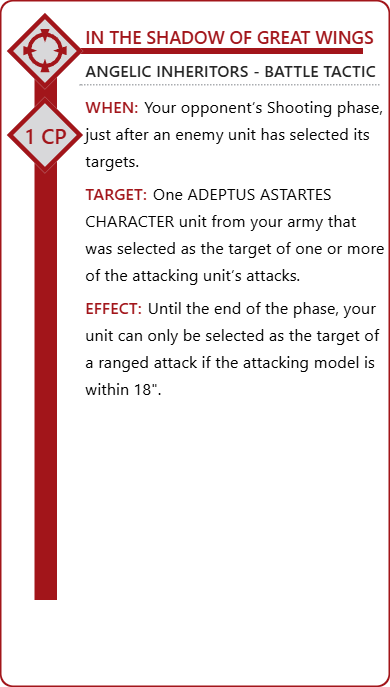 IN THE SHADOW OF GREAT WINGS
ANGELIC INHERITORS - BATTLE TACTIC
1 CP
WHEN: Your opponent's Shooting phase,
just after an enemy unit has selected its
targets.
TARGET: One ADEPTUS ASTARTES
CHARACTER unit from your army that
was selected as the target of one or more
of the attacking unit's attacks.
EFFECT: Until the end of the phase, your
unit can only be selected as the target of
a ranged attack if the attacking model is
within 18".